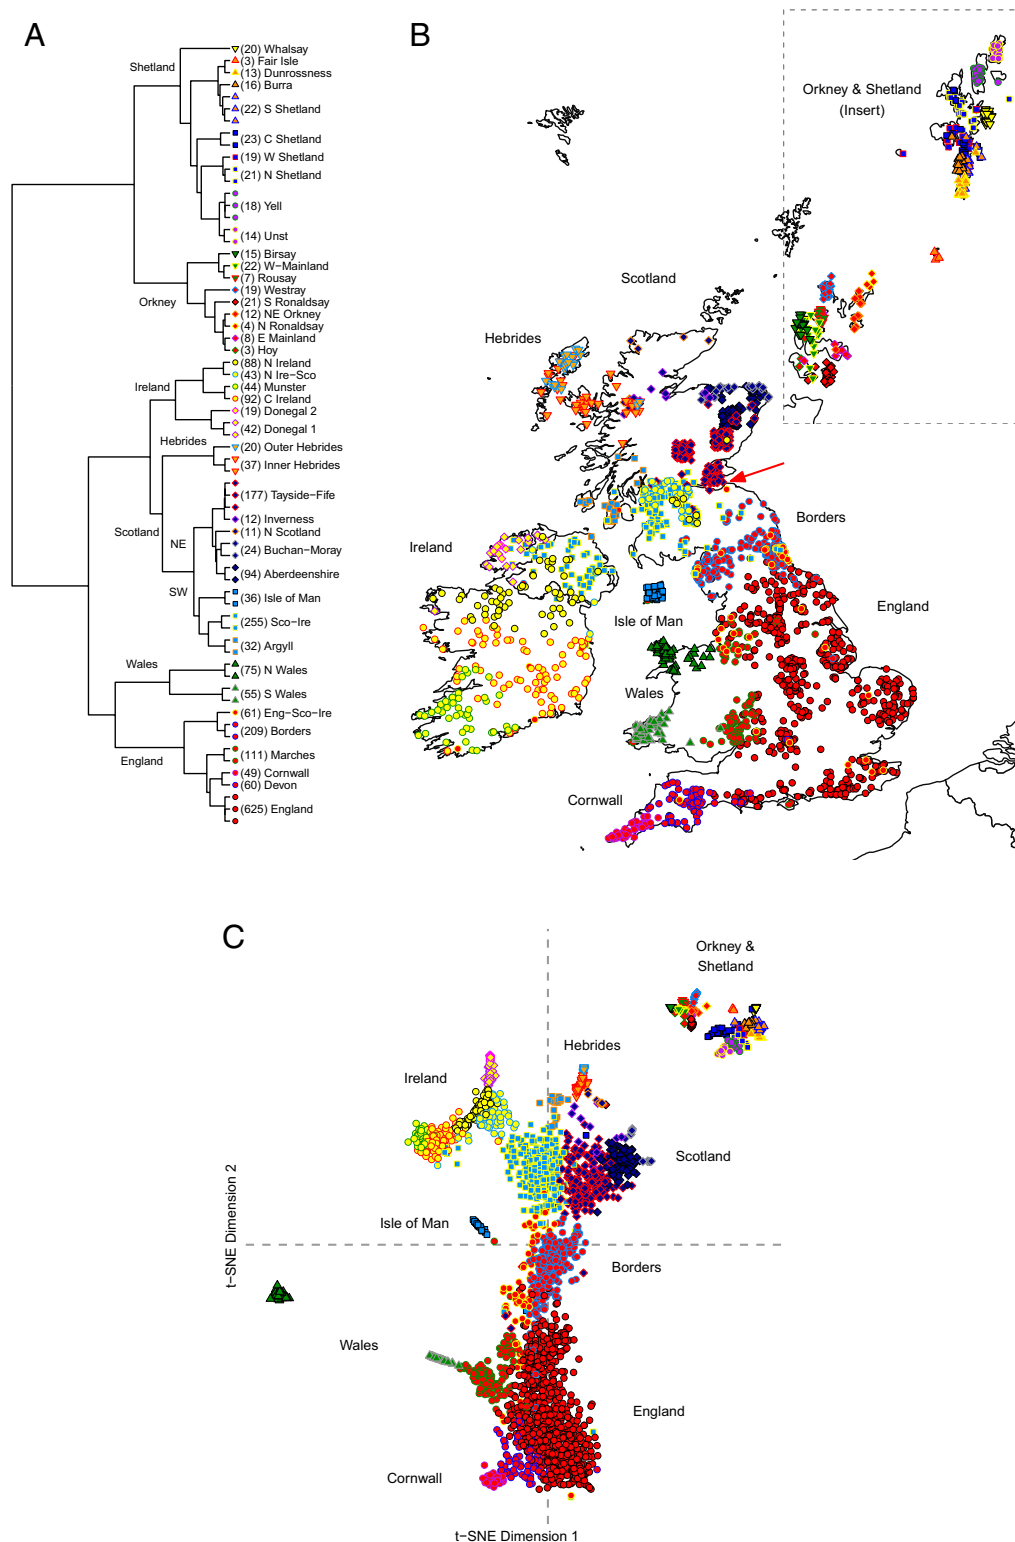 A
Shetland
(20) Whalsay
(3) Fair Isle
(13) Dunrossness
(16) Burra
(22) S Shetland
(23) C Shetland
(19) W Shetland
(21) N Shetland
(18) Yell
(14) Unst
Orkney
(15) Birsay
(22) W−Mainland
(7) Rousay
(19) Westray
(21) S Ronaldsay
(12) NE Orkney
(4) N Ronaldsay
(8) E Mainland
(3) Hoy
Ireland
(88) N Ireland
(43) N Ire−Sco
(44) Munster
(92) C Ireland
(19) Donegal 2
(42) Donegal 1
Hebrides
(20) Outer Hebrides
(37) Inner Hebrides
Scotland
NE
(177) Tayside−Fife
(12) Inverness
(11) N Scotland
(24) Buchan−Moray
(94) Aberdeenshire
SW
(36) Isle of Man
(255) Sco−Ire
(32) Argyll
Wales
(75) N Wales
(55) S Wales
England
(61) Eng−Sco−Ire
(209) Borders
(111) Marches
(49) Cornwall
(60) Devon
(625) England
B
Orkney & Shetland
(Insert)
Scotland
Hebrides
Borders
Ireland
England
Isle of Man
Wales
Cornwall
C
Orkney &
Shetland
Hebrides
Ireland
Scotland
Isle of Man
Borders
Wales
England
Cornwall
t−SNE Dimension 2
t−SNE Dimension 1